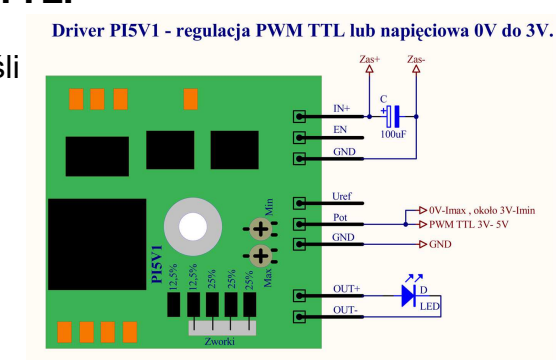 Driver PI5V1 - regulacja PWM TTL lub napięciowa 0V do 3V.
śli
Zas+
Zas-
IN+
C
+
100uF
EN
GND
Uref
Pot
0V-Imax , około 3V-Imin
PWM TTL 3V- 5V
GND
GND
Min
Max
PI5V1
12,5%
12,5%
25%
25%
25%
OUT+
D
LED
OUT-
Zworki